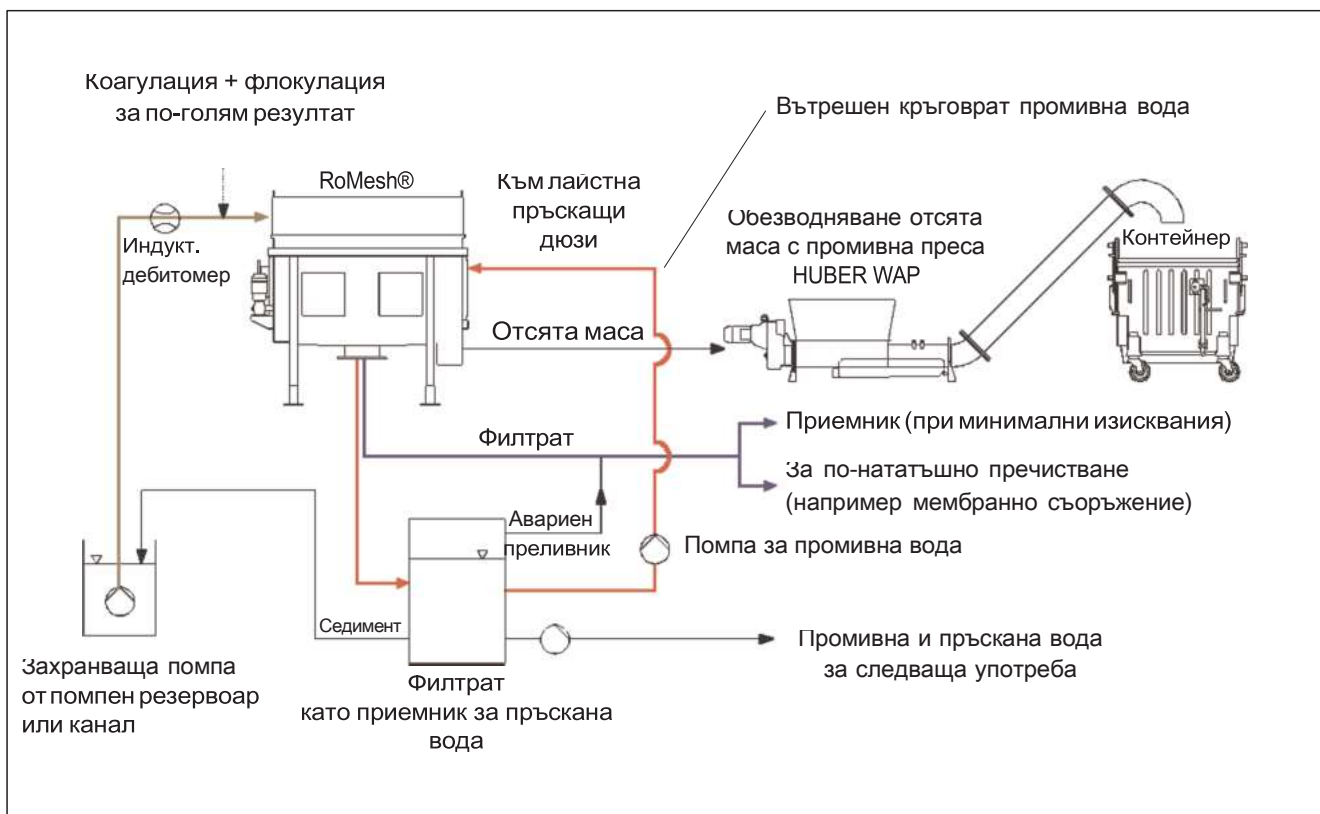 Коагулация + флокулация
за по-голям резултат
Вътрешен кръговрат промивна вода
RoMesh®
Към лайстна
пръскащи
дюзи
Индукт.
дебитомер
Обезводняване отсята
маса с промивна преса
HUBER WAP
Контейнер
Отсята маса
Филтрат
Приемник (при минимални изисквания)
За по-нататъшно пречистване
(например мембранно съоръжение)
Авариен
преливник
Помпа за промивна вода
Седимент
Промивна и пръскана вода
за следваща употреба
Захранваща помпа
от помпен резервоар
или канал
Филтрат
като приемник за пръскана
вода